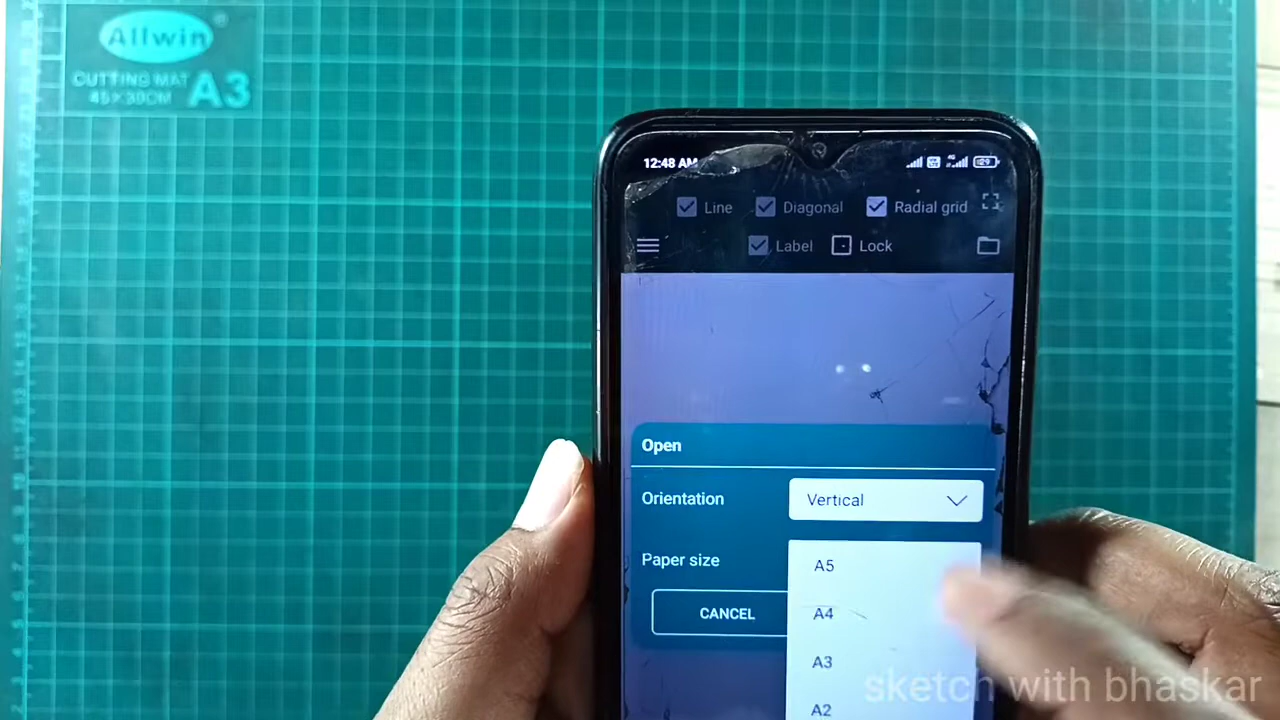 Allwin
CUTTING MAT A3
45×30CM
12:48 AM
Line Diagonal Radial grid
Label Lock
Open
Orientation Vertical
Paper size
A5
CANCEL
A4
A3
A2
sketch with bhaskar